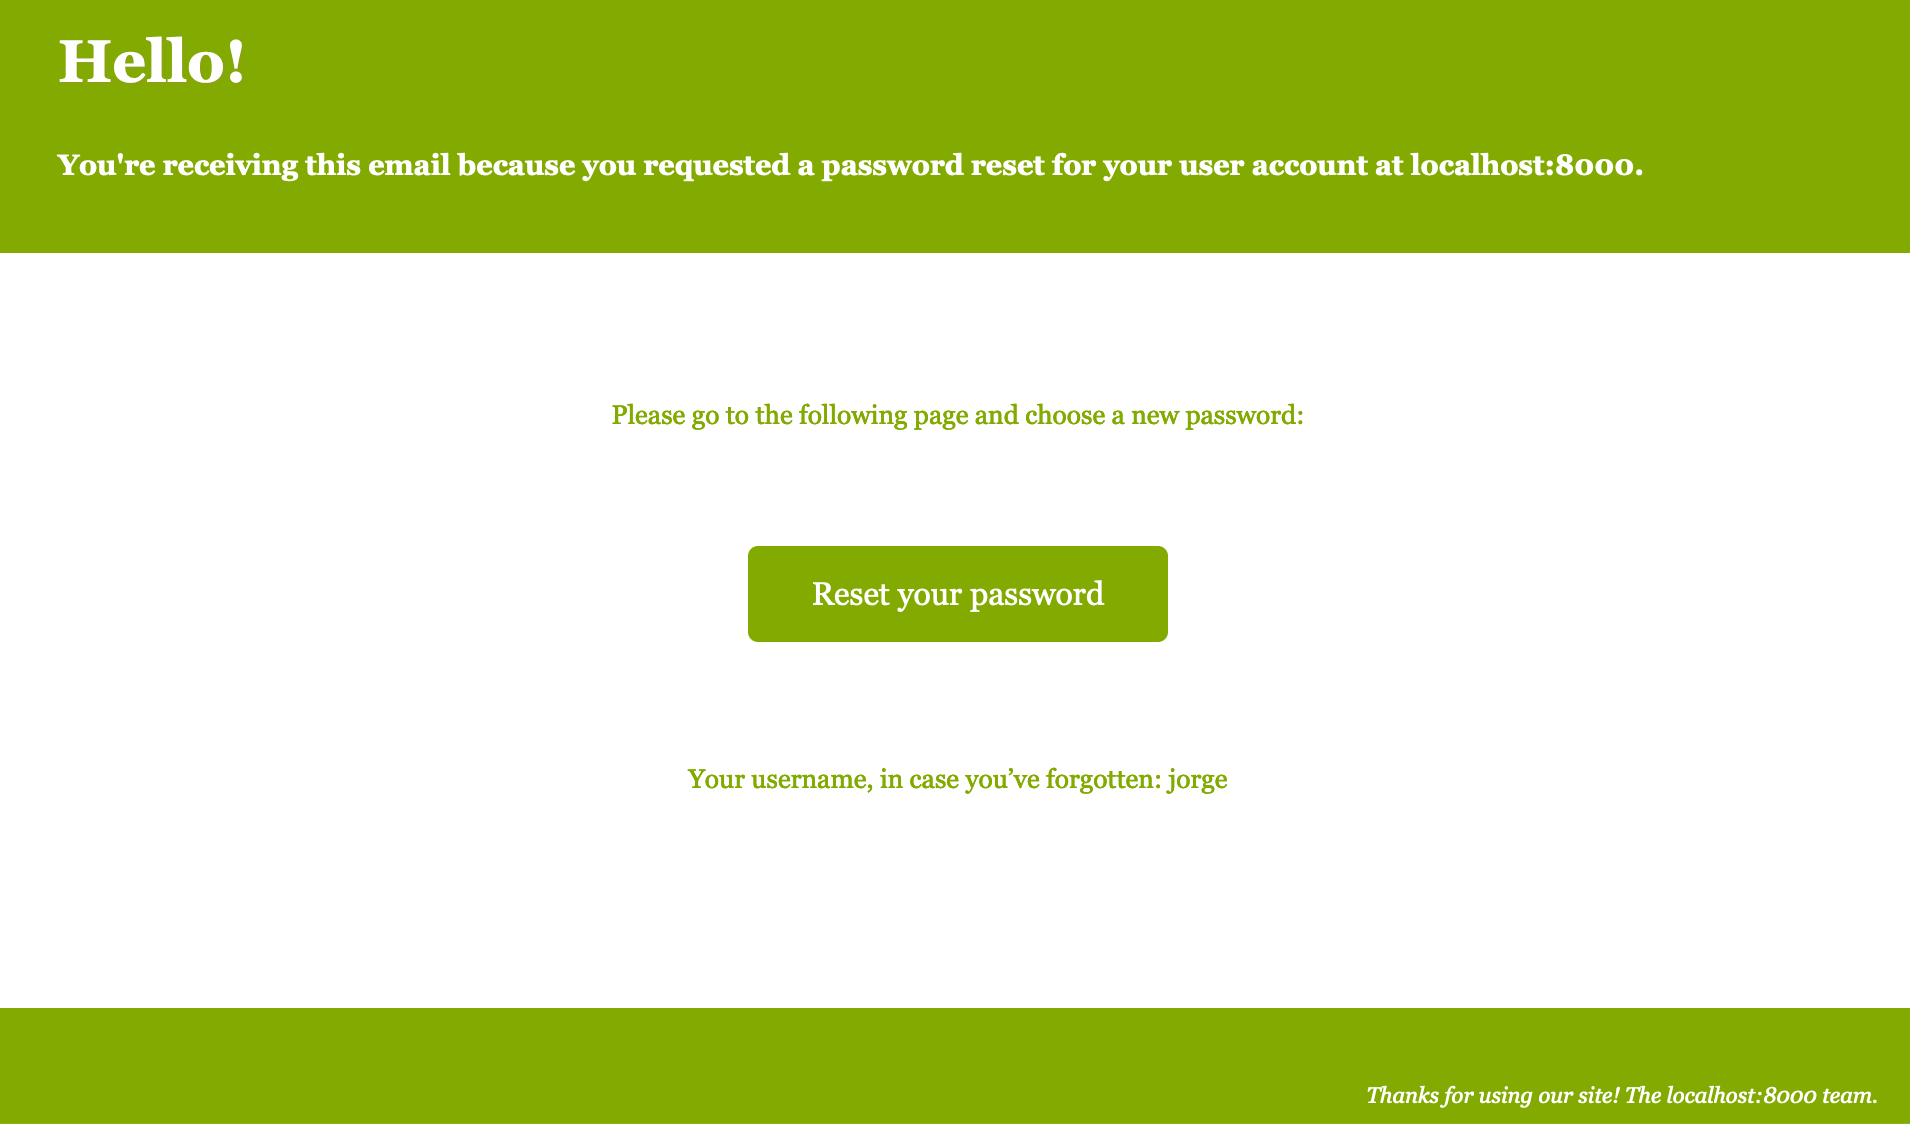 Hello!
You're receiving this email because you requested a password reset for your user account at localhost:8000.
Please go to the following page and choose a new password:
Reset your password
Your username, in case you’ve forgotten: jorge
Thanks for using our site! The localhost:8000 team.